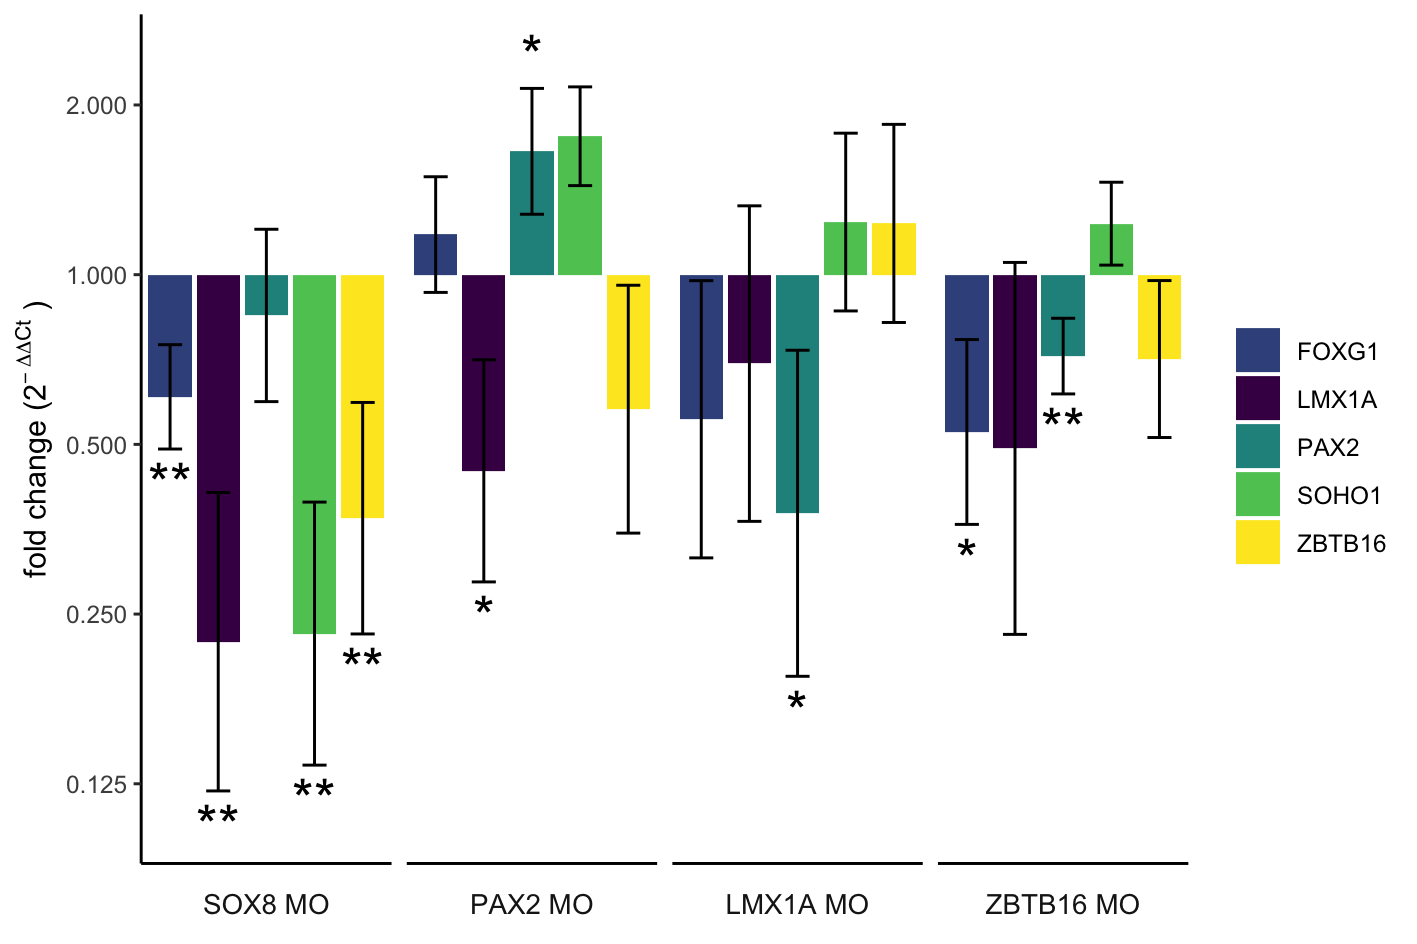 fold change (2^-ΔΔCt)
2.000
1.000
0.500
0.250
0.125
*
**
**
**
**
*
*
*
*
**
SOX8 MO
PAX2 MO
LMX1A MO
ZBTB16 MO
FOXG1
LMX1A
PAX2
SOHO1
ZBTB16